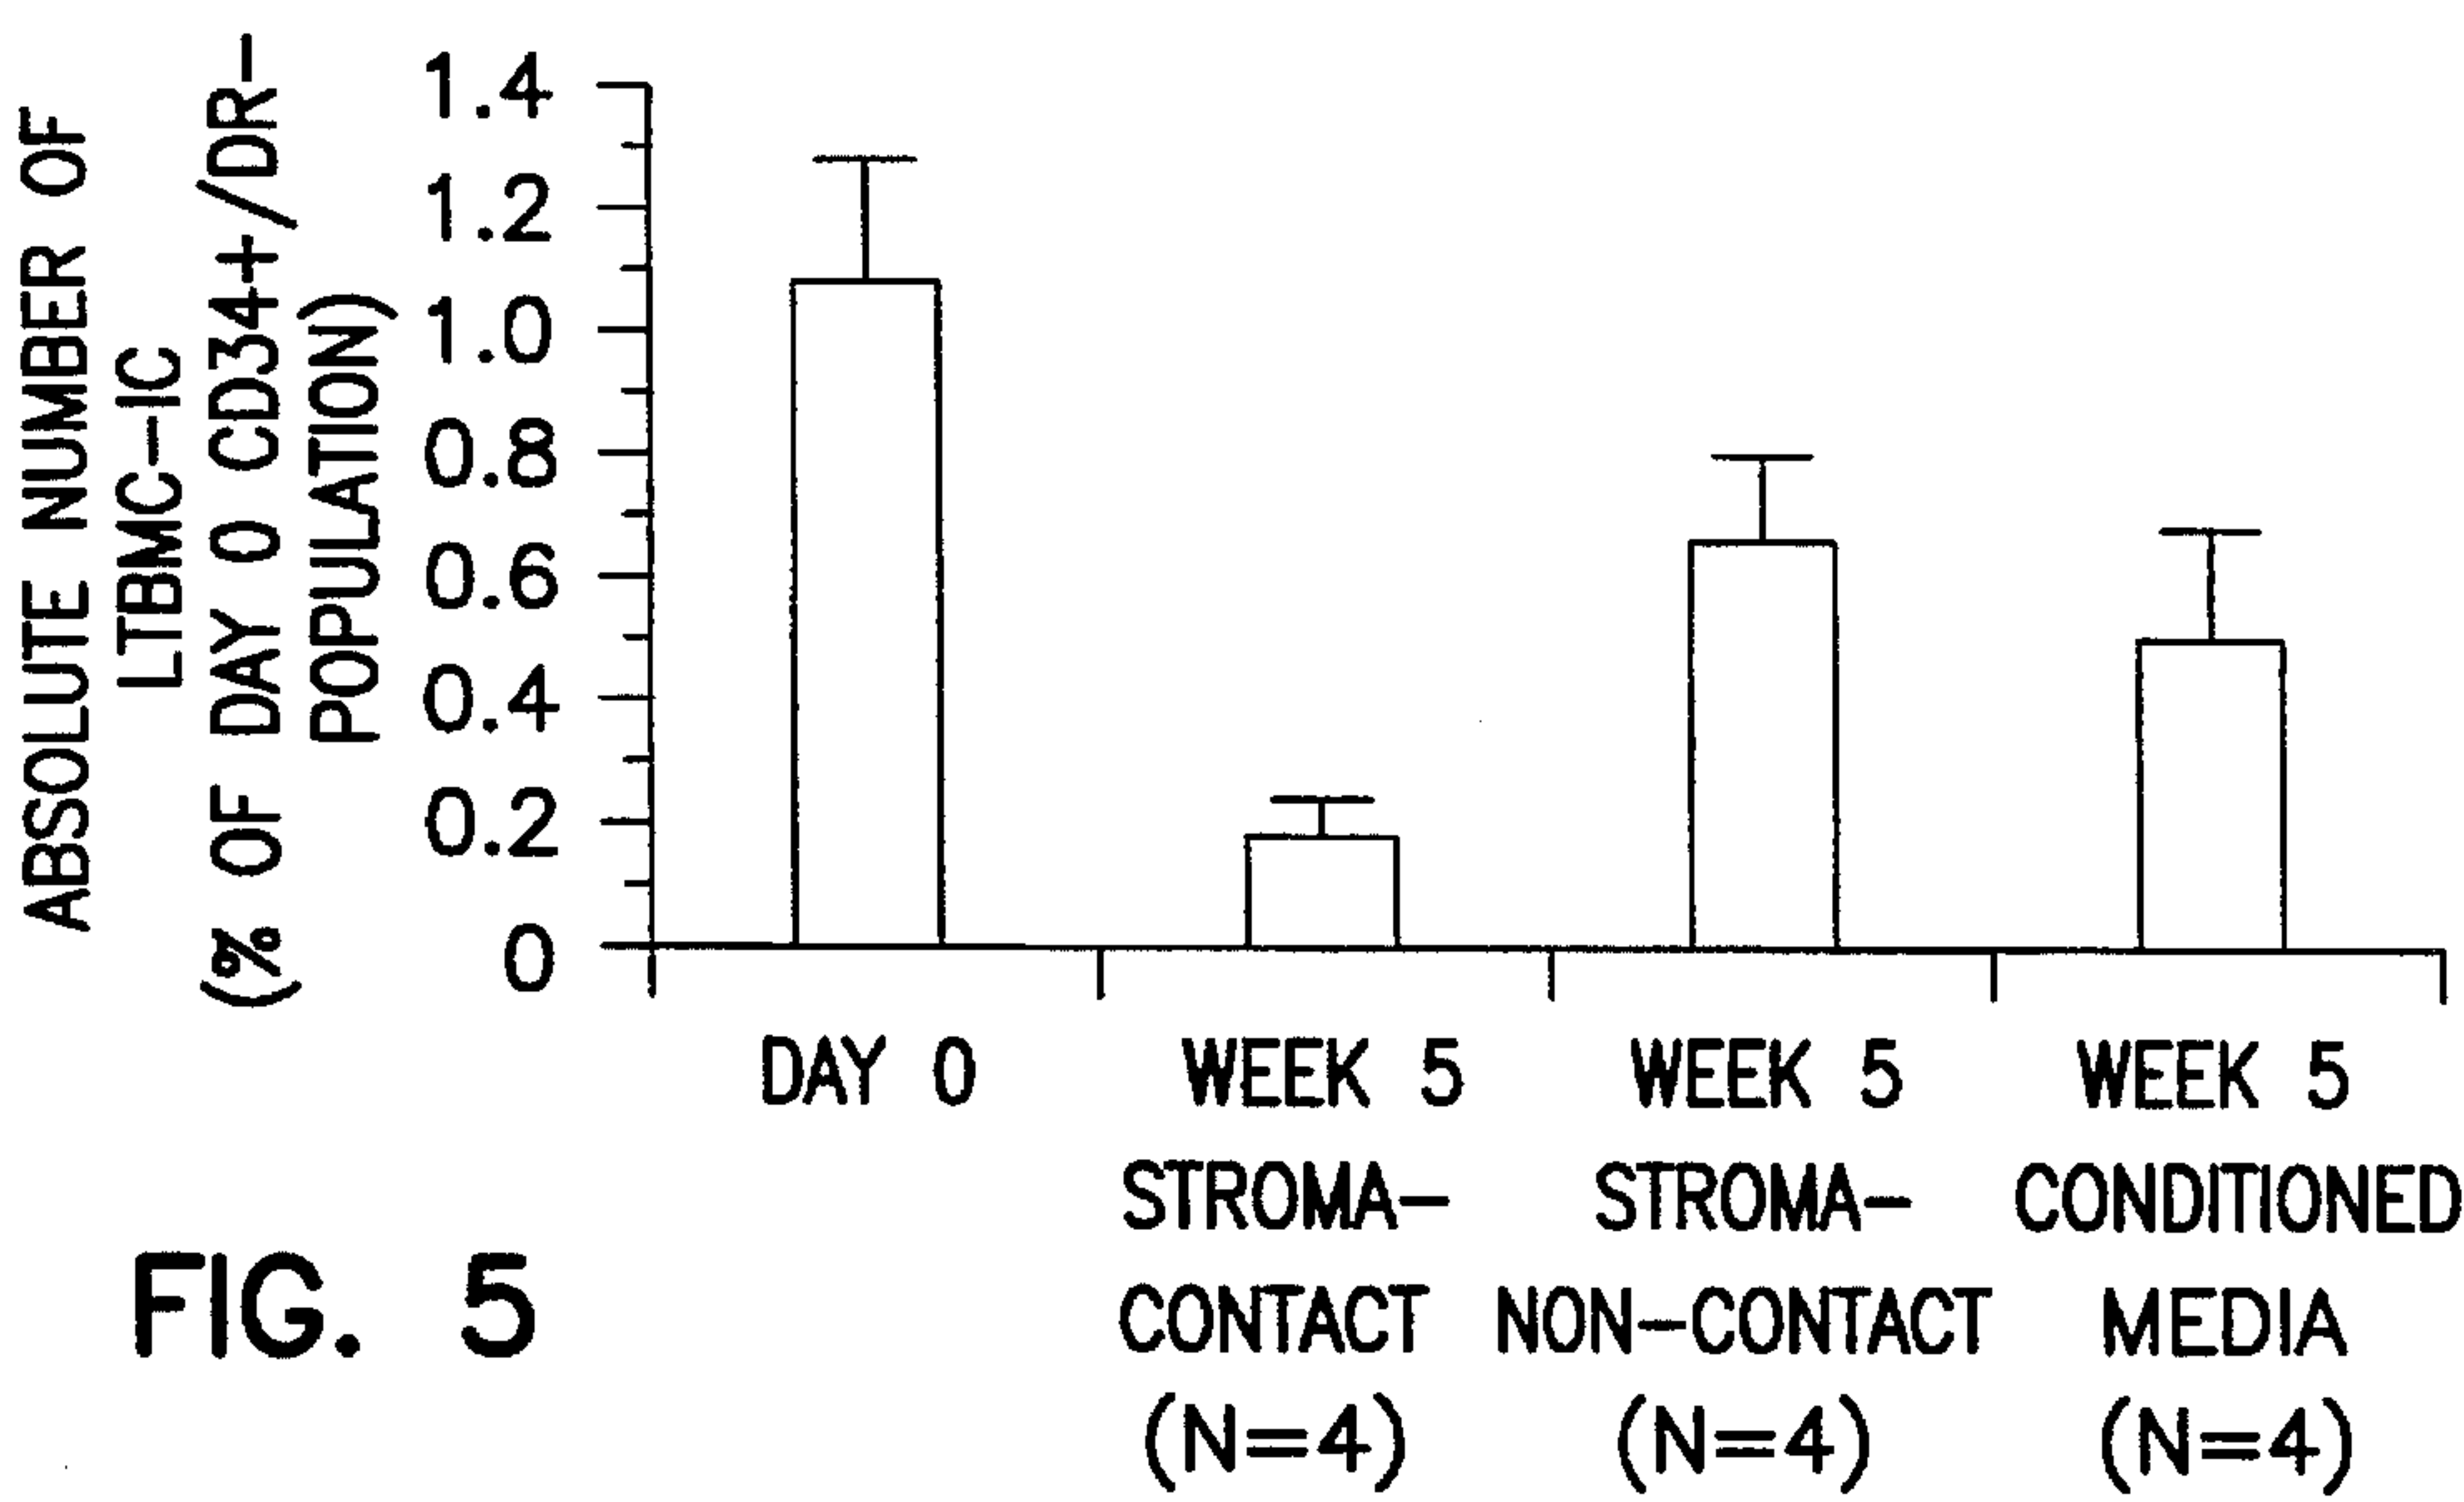 ABSOLUTE NUMBER OF
LTBMC-IC
(% OF DAY 0 CD34+/DR-
POPULATION)
1.4
1.2
1.0
0.8
0.6
0.4
0.2
0
DAY 0
WEEK 5
STROMA-
CONTACT
(N=4)
WEEK 5
STROMA-
NON-CONTACT
(N=4)
WEEK 5
CONDITIONED
MEDIA
(N=4)
FIG. 5